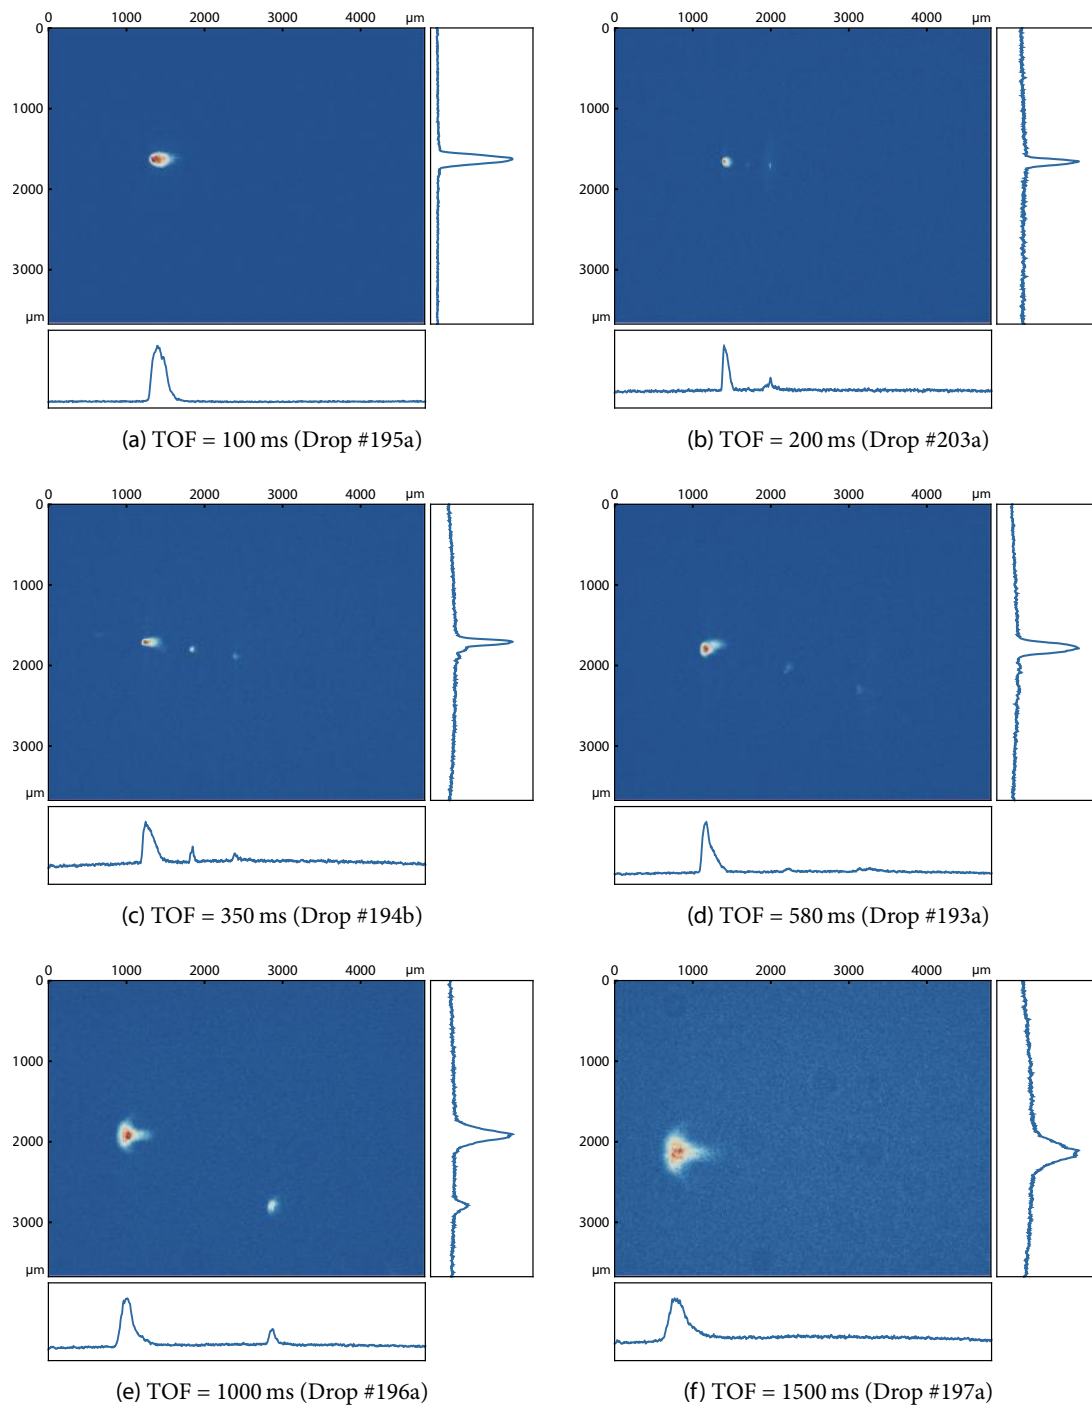 0 1000 2000 3000 4000 μm 0 1000 2000 3000 4000 μm
0
1000 1000
2000 2000
3000 3000
μm μm
(a) TOF = 100 ms (Drop #195a) (b) TOF = 200 ms (Drop #203a)
0 1000 2000 3000 4000 μm 0 1000 2000 3000 4000 μm
0
1000 1000
2000 2000
3000 3000
μm μm
(c) TOF = 350 ms (Drop #194b) (d) TOF = 580 ms (Drop #193a)
0 1000 2000 3000 4000 μm 0 1000 2000 3000 4000 μm
0
1000 1000
2000 2000
3000 3000
μm μm
(e) TOF = 1000 ms (Drop #196a) (f) TOF = 1500 ms (Drop #197a)